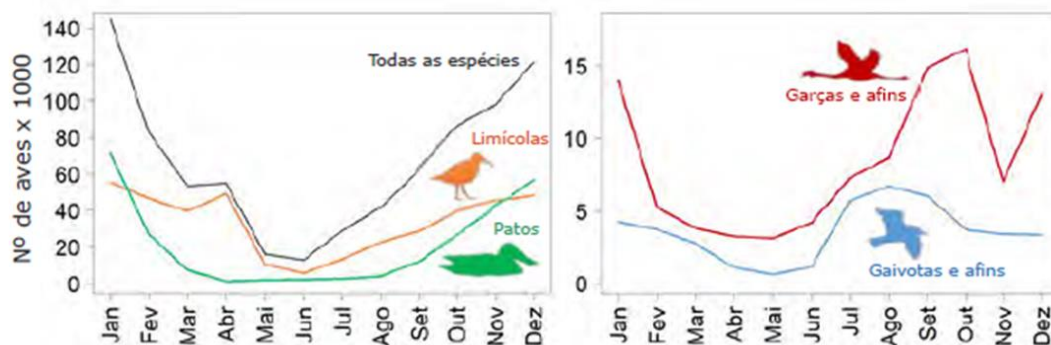 Nº de aves x 1000
140
120
100
80
60
40
20
0
Todas as espécies
Limícolas
Patos
Jan Fev Mar Abr Mai Jun Jul Ago Set Out Nov Dez
15
10
5
0
Garças e afins
Gaivotas e afins
Jan Fev Mar Abr Mai Jun Jul Ago Set Out Nov Dez